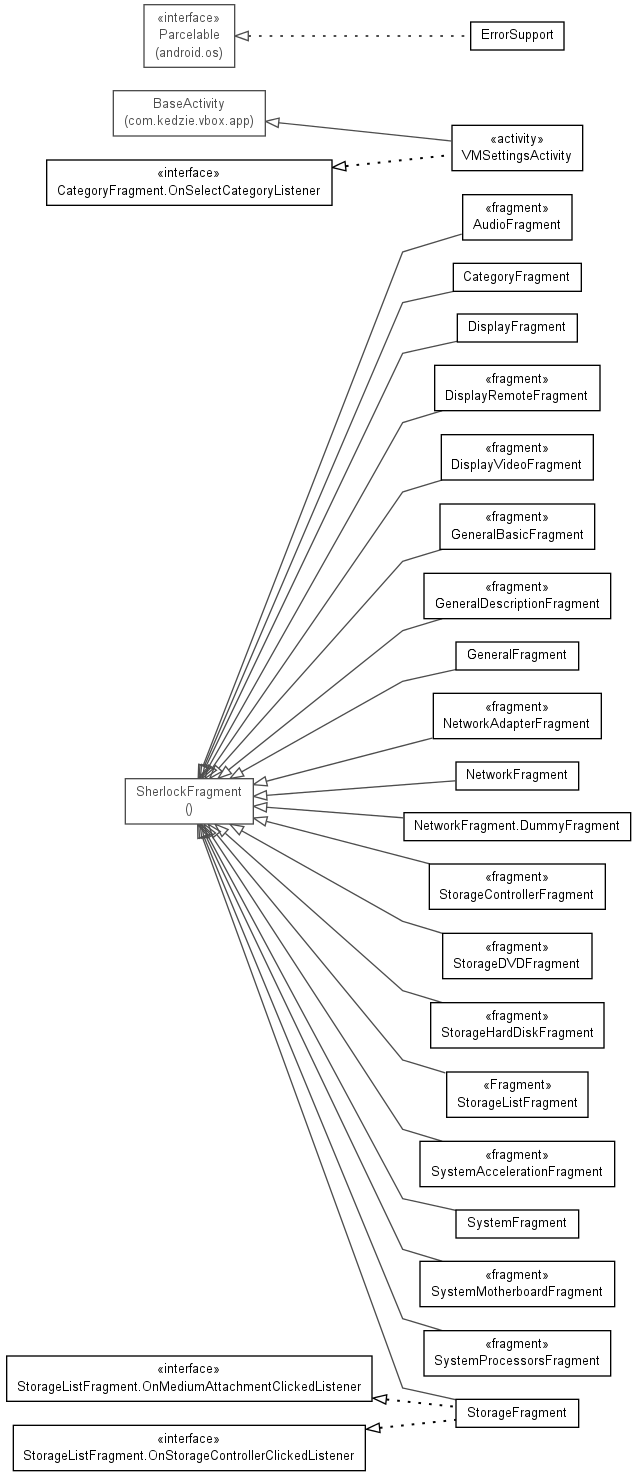 «interface»
Parcelable
(android.os)
ErrorSupport
BaseActivity
(com.kedzie.vbox.app)
«activity»
VMSettingsActivity
«interface»
CategoryFragment.OnSelectCategoryListener
«fragment»
AudioFragment
CategoryFragment
DisplayFragment
«fragment»
DisplayRemoteFragment
«fragment»
DisplayVideoFragment
«fragment»
GeneralBasicFragment
«fragment»
GeneralDescriptionFragment
GeneralFragment
«fragment»
NetworkAdapterFragment
NetworkFragment
SherlockFragment
()
NetworkFragment.DummyFragment
«fragment»
StorageControllerFragment
«fragment»
StorageDVDFragment
«fragment»
StorageHardDiskFragment
«Fragment»
StorageListFragment
«fragment»
SystemAccelerationFragment
SystemFragment
«fragment»
SystemMotherboardFragment
«fragment»
SystemProcessorsFragment
«interface»
StorageListFragment.OnMediumAttachmentClickedListener
StorageFragment
«interface»
StorageListFragment.OnStorageControllerClickedListener